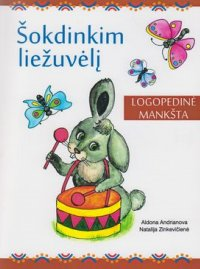 Šokdinkim
liežuvėlį
LOGOPEDINĖ
MANKŠTA
Aldona Andrianova
Natalija Zinkevičienė